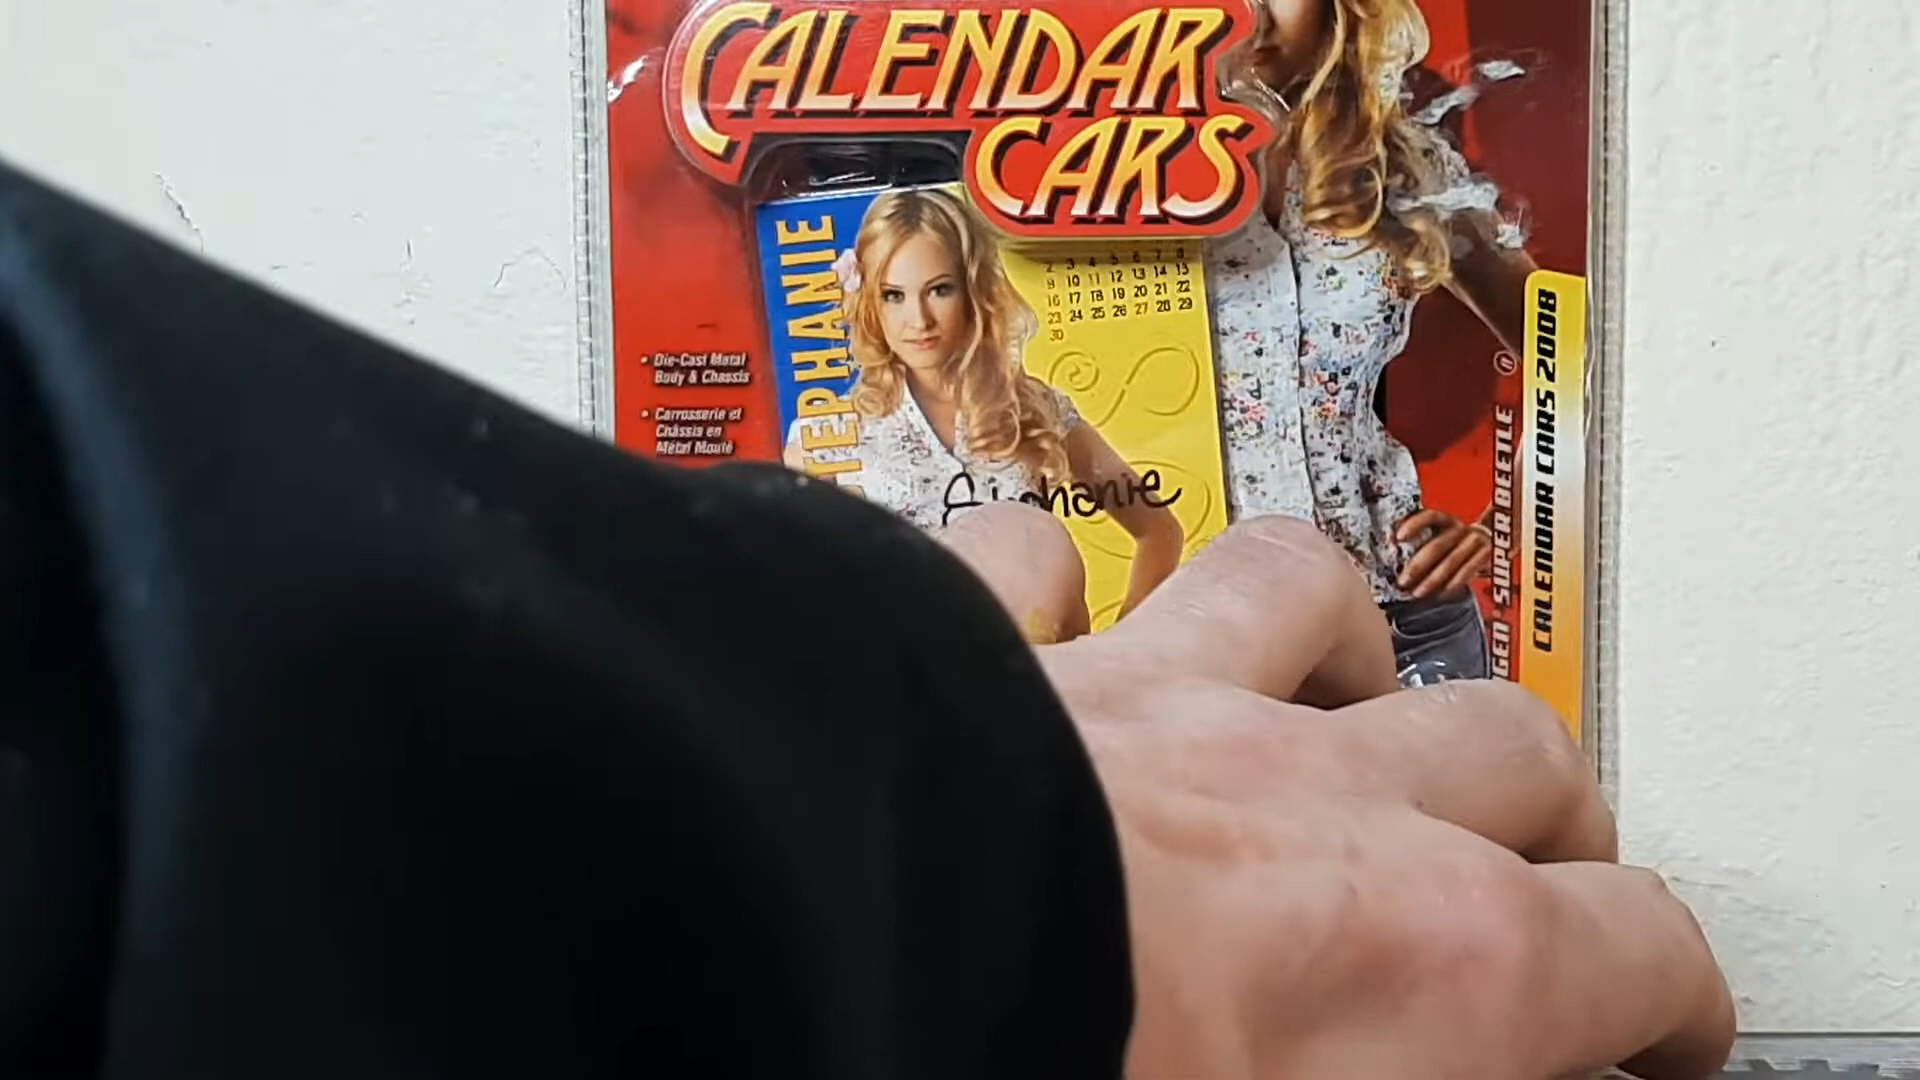 CALENDAR
CARS
STEPHANIE
2 3 4 5 6 7 8
9 10 11 12 13 14 15
16 17 18 19 20 21 22
23 24 25 26 27 28 29
30
• Die-Cast Metal
Body & Chassis
• Carrosserie et
Châssis en
Métal Moulé
Stephanie
SUPER BEETLE
CALENDAR CARS 2008